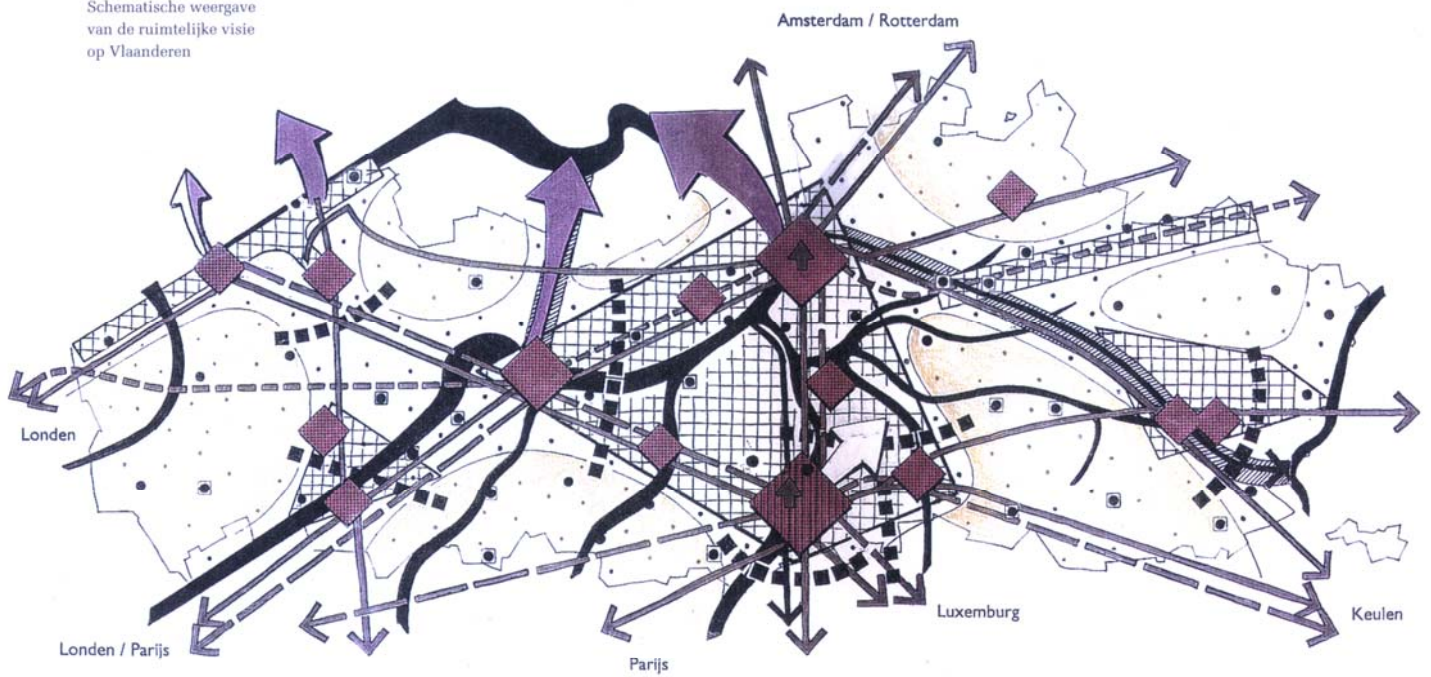 Schematische weergave
van de ruimtelijke visie
op Vlaanderen
Amsterdam / Rotterdam
Londen
Londen / Parijs
Parijs
Luxemburg
Keulen